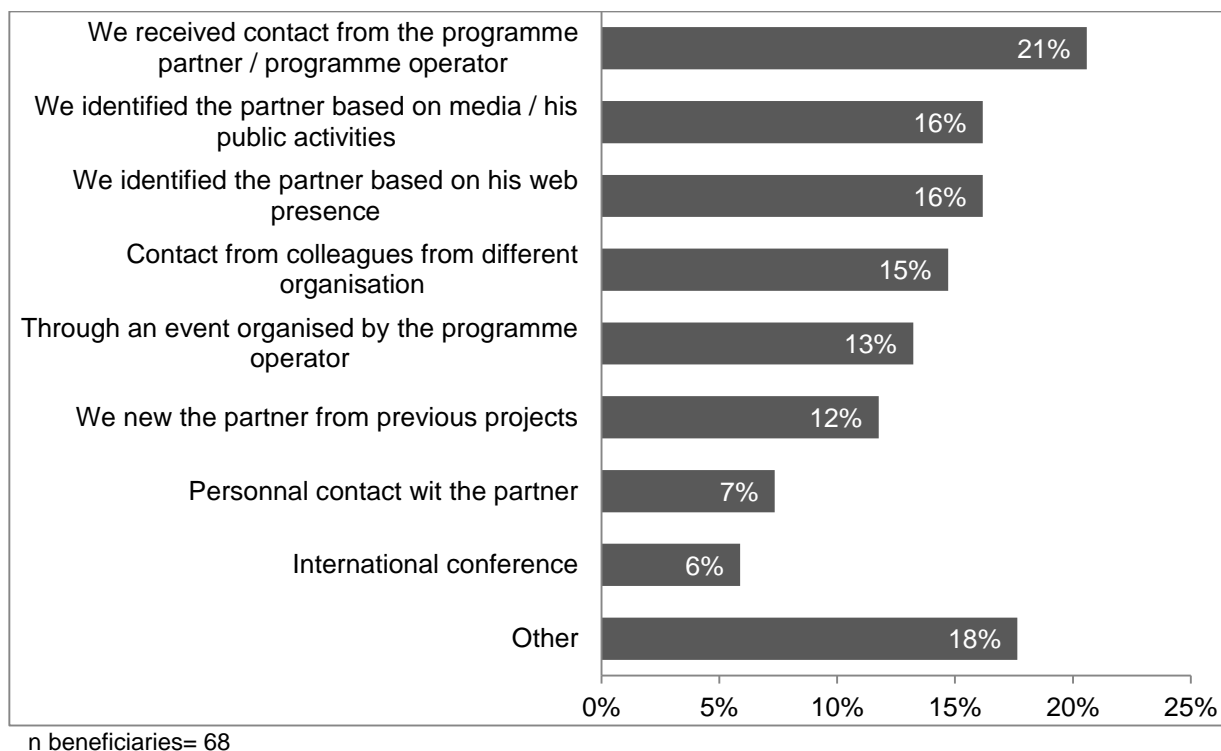 We received contact from the programme
partner / programme operator
21%
We identified the partner based on media / his
public activities
16%
We identified the partner based on his web
presence
16%
Contact from colleagues from different
organisation
15%
Through an event organised by the programme
operator
13%
We new the partner from previous projects
12%
Personnal contact wit the partner
7%
International conference
6%
Other
18%
0% 5% 10% 15% 20% 25%
n beneficiaries= 68